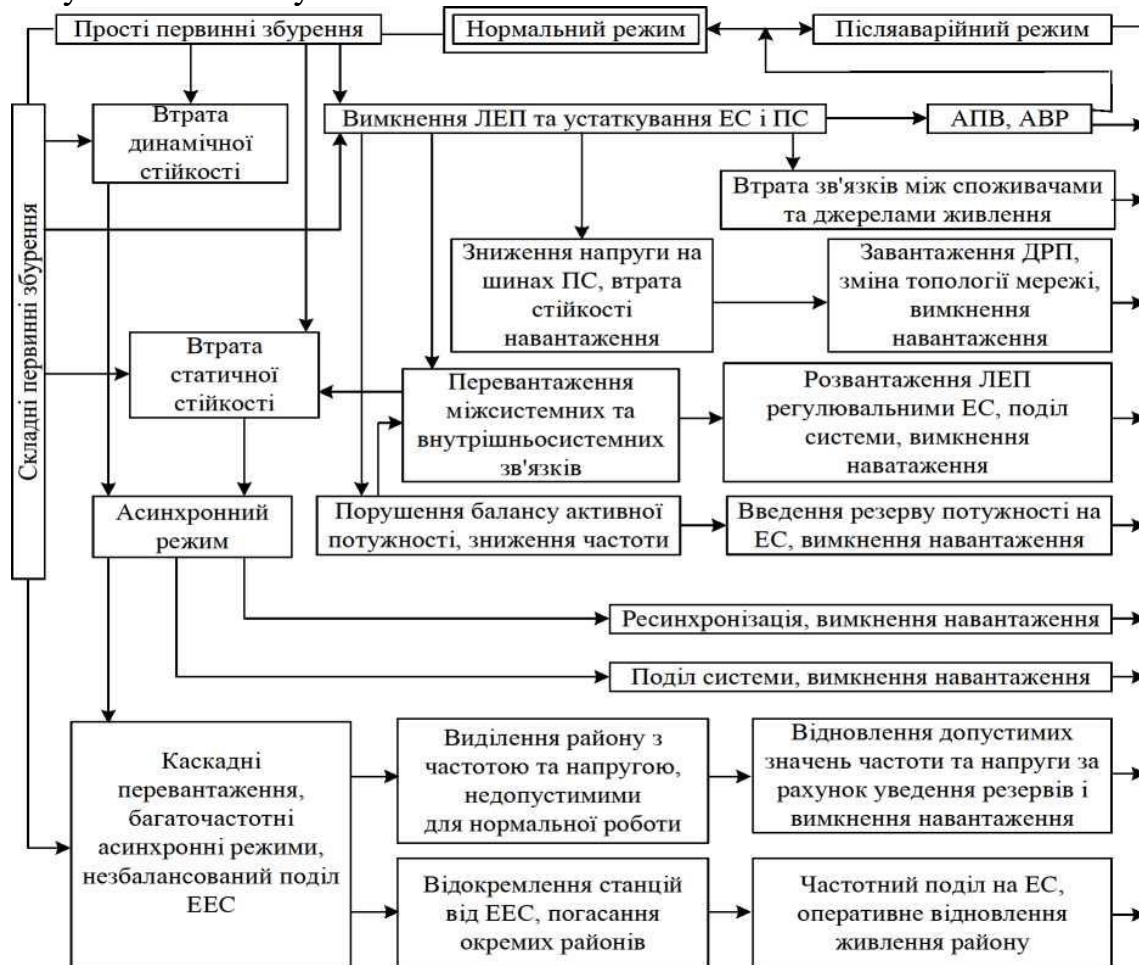 Прості первинні збурення
Нормальний режим
Післяаварійний режим
Складні первинні збурення
Втрата
динамічної
стійкості
Вимкнення ЛЕП та устаткування ЕС і ПС
АПВ, АВР
Втрата зв'язків між споживачами
та джерелами живлення
Зниження напруги на
шинах ПС, втрата
стійкості
навантаження
Завантаження ДРП,
зміна топології мережі,
вимкнення
навантаження
Втрата
статичної
стійкості
Перевантаження
міжсистемних та
внутрішньосистемних
зв'язків
Розвантаження ЛЕП
регулювальними ЕС, поділ
системи, вимкнення
наватаження
Асинхронний
режим
Порушення балансу активної
потужності, зниження частоти
Введення резерву потужності на
ЕС, вимкнення навантаження
Ресинхронізація, вимкнення навантаження
Поділ системи, вимкнення навантаження
Каскадні
перевантаження,
багаточастотні
асинхронні режими,
незбалансований поділ
ЕЕС
Виділення району з
частотою та напругою,
недопустимими
для нормальної роботи
Відновлення допустимих
значень частоти та напруги за
рахунок уведення резервів і
вимкнення навантаження
Відокремлення станцій
від ЕЕС, погасання
окремих районів
Частотний поділ на ЕС,
оперативне відновлення
живлення району